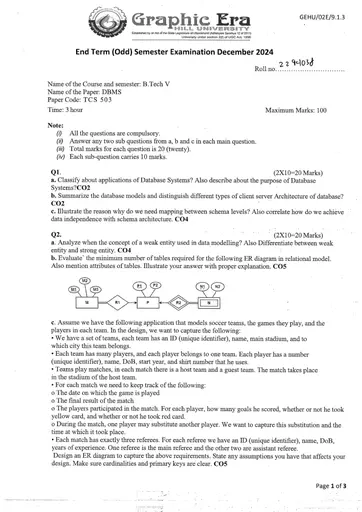 GEHU/02E/9.1.3
Graphic Era
HILL UNIVERSITY
End Term (Odd) Semester Examination December 2024
Roll no.
Name of the Course and semester: B.Tech V
Name of the Paper: DBMS
Paper Code: TCS 503
Time: 3 hour Maximum Marks: 100
Note:
(i) All the questions are compulsory.
(ii) Answer any two sub questions from a, b and c in each main question.
(iii) Total marks for each question is 20 (twenty).
(iv) Each sub-question carries 10 marks.
Q1. (2X10=20 Marks)
a. Classify about applications of Database Systems? Also describe about the purpose of Database
Systems?CO2
b. Summarize the database models and distinguish different types of client server Architecture of database?
CO2
c. Illustrate the reason why do we need mapping between schema levels? Also correlate how do we achieve
data independence with schema architecture. CO4
Q2. (2X10=20 Marks)
a. Analyze when the concept of a weak entity used in data modelling? Also Differentiate between weak
entity and strong entity. CO4
b. Evaluate the minimum number of tables required for the following ER diagram in relational model.
Also mention attributes of tables. Illustrate your answer with proper explanation. CO5
M2
M1 M3 P1 P2 N1 N2
M R1 P R2 N
c. Assume we have the following application that models soccer teams, the games they play, and the
players in each team. In the design, we want to capture the following:
• We have a set of teams, each team has an ID (unique identifier), name, main stadium, and to
which city this team belongs.
• Each team has many players, and each player belongs to one team. Each player has a number
(unique identifier), name, DoB, start year, and shirt number that he uses.
• Teams play matches, in each match there is a host team and a guest team. The match takes place
in the stadium of the host team.
• For each match we need to keep track of the following:
o The date on which the game is played
o The final result of the match
o The players participated in the match. For each player, how many goals he scored, whether or not he took
yellow card, and whether or not he took red card.
o During the match, one player may substitute another player. We want to capture this substitution and the
time at which it took place.
• Each match has exactly three referees. For each referee we have an ID (unique identifier), name, DoB,
years of experience. One referee is the main referee and the other two are assistant referee.
Design an ER diagram to capture the above requirements. State any assumptions you have that affects your
design. Make sure cardinalities and primary keys are clear. CO5
Page 1 of 3